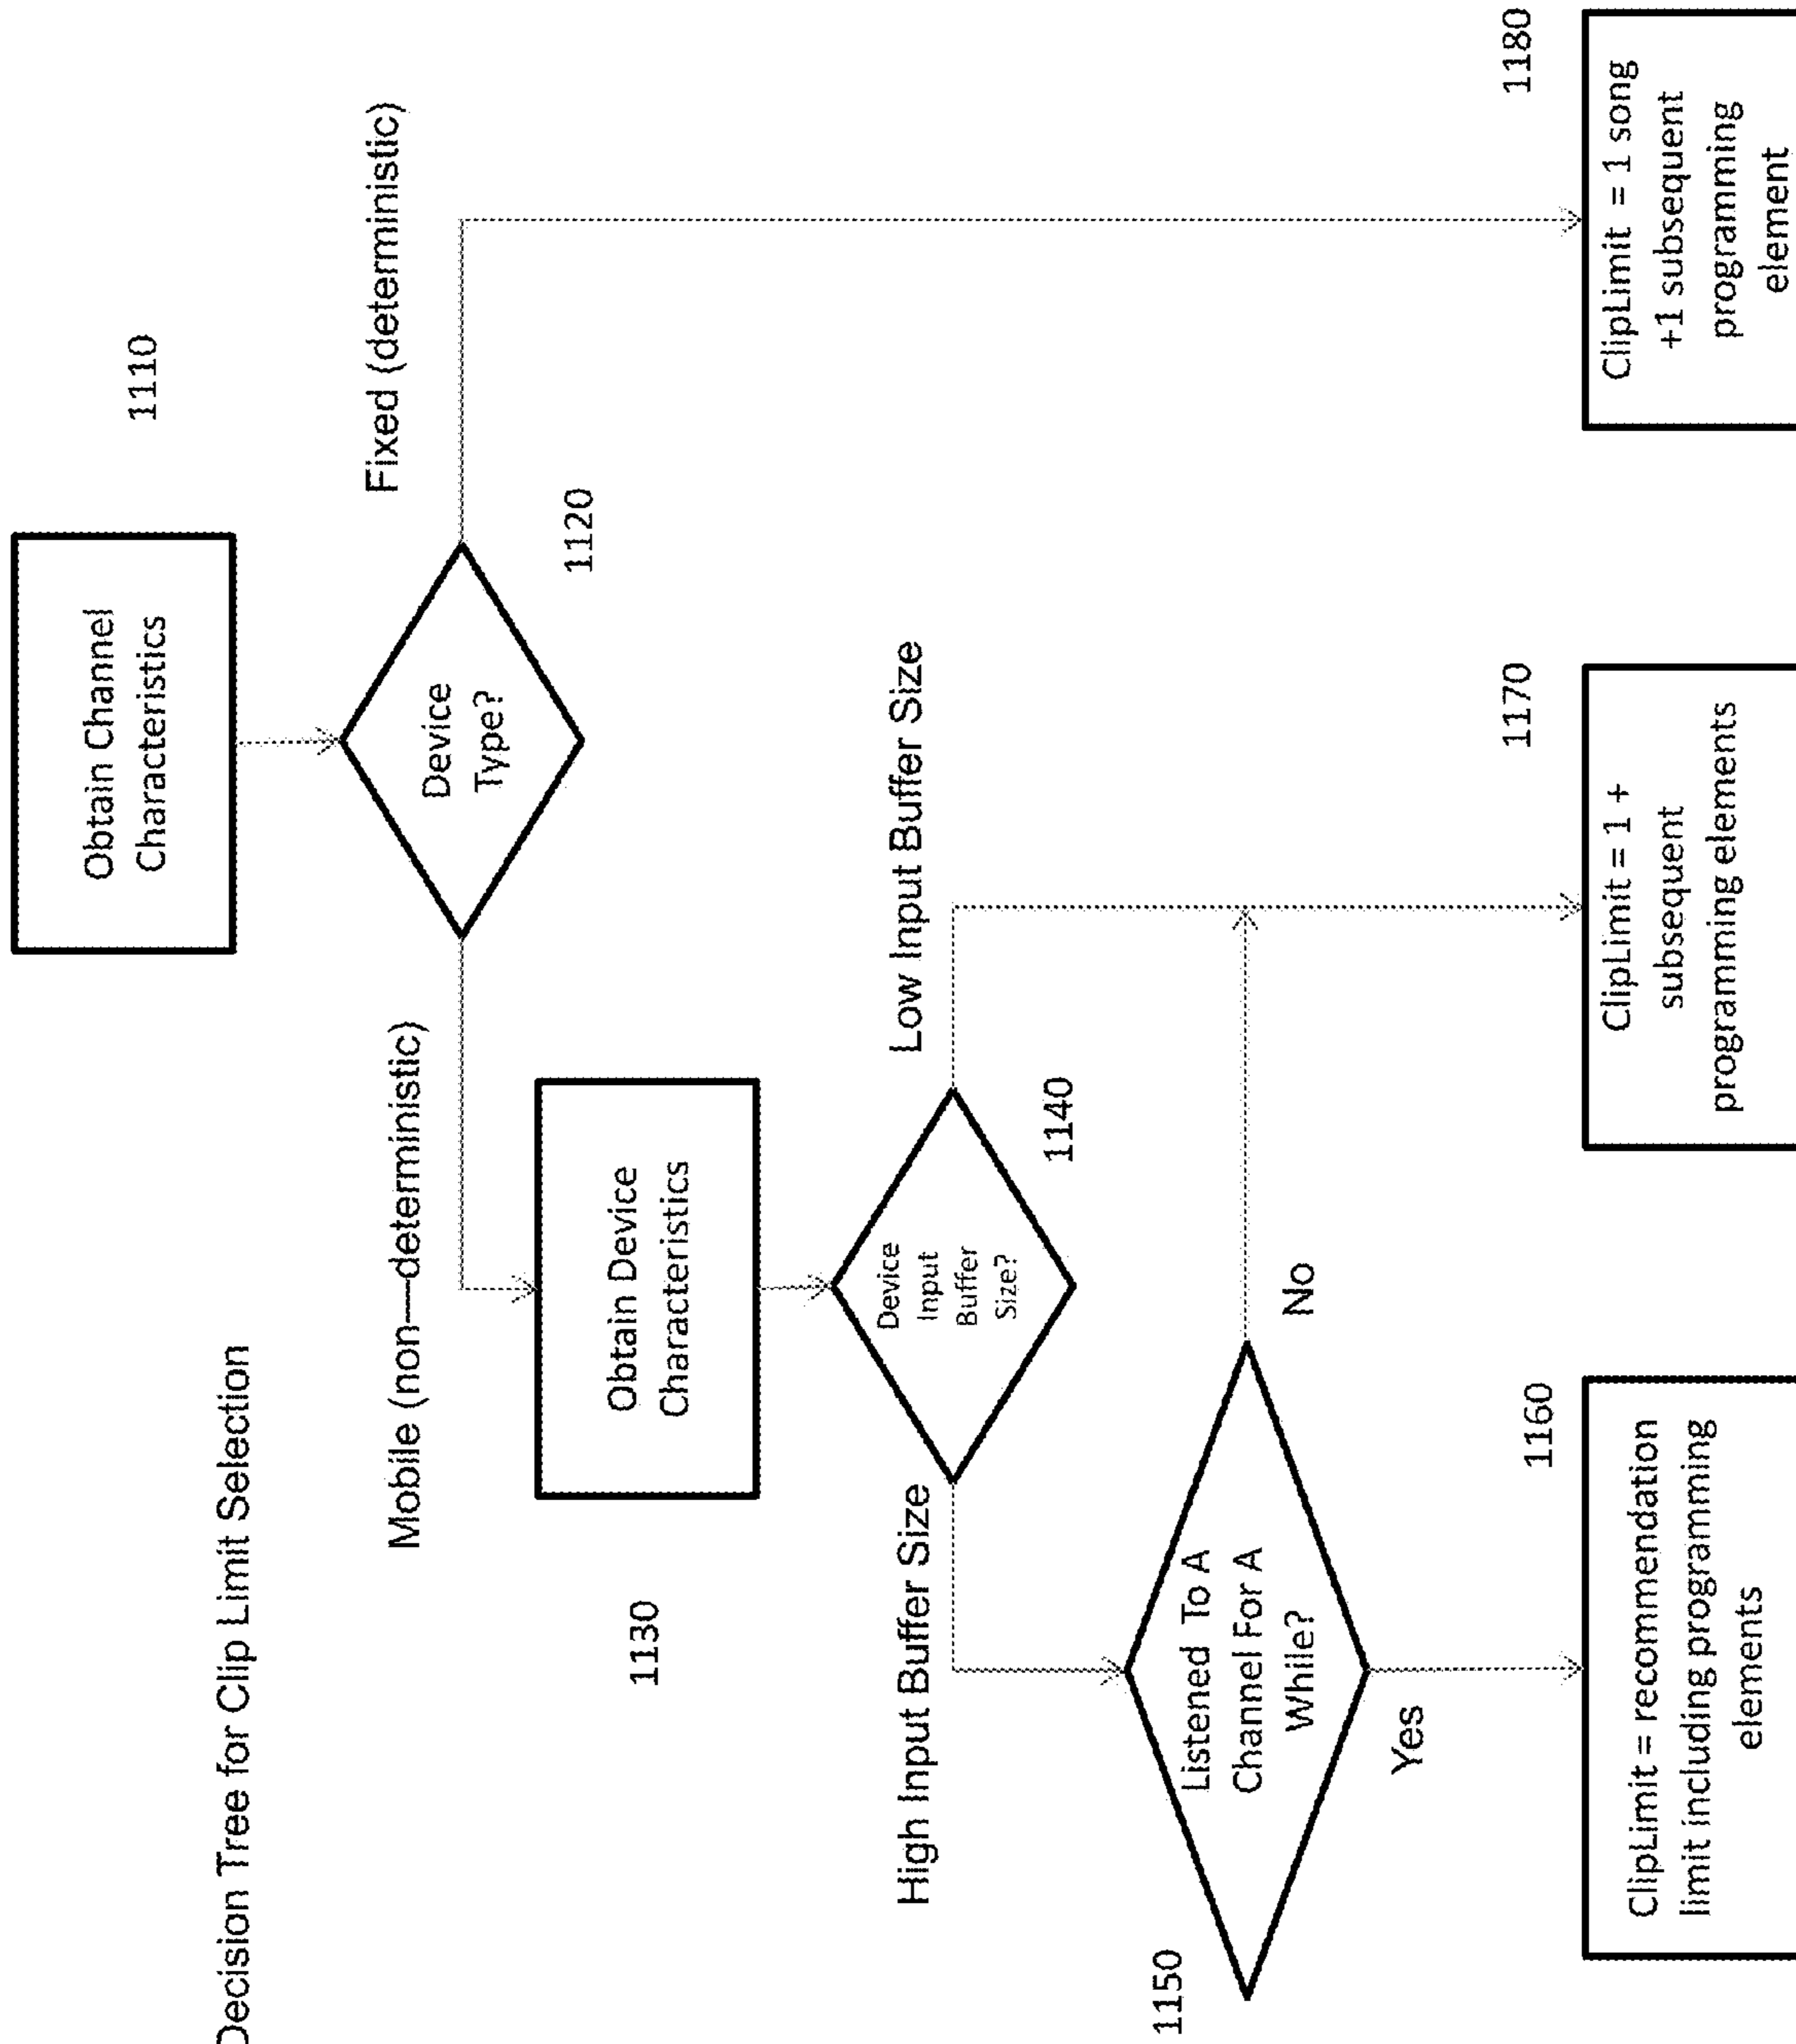 Decision Tree for Clip Limit Selection
Obtain Channel
Characteristics
1110
Device
Type?
1120
Mobile (non—deterministic)
Fixed (deterministic)
Obtain Device
Characteristics
1130
Device
Input
Buffer
Size?
1140
High Input Buffer Size
Low Input Buffer Size
Listened To A
Channel For A
While?
1150
No
Yes
1160
ClipLimit = recommendation
limit including programming
elements
1170
ClipLimit = 1 +
subsequent
programming elements
1180
ClipLimit = 1 song
+1 subsequent
programming
element